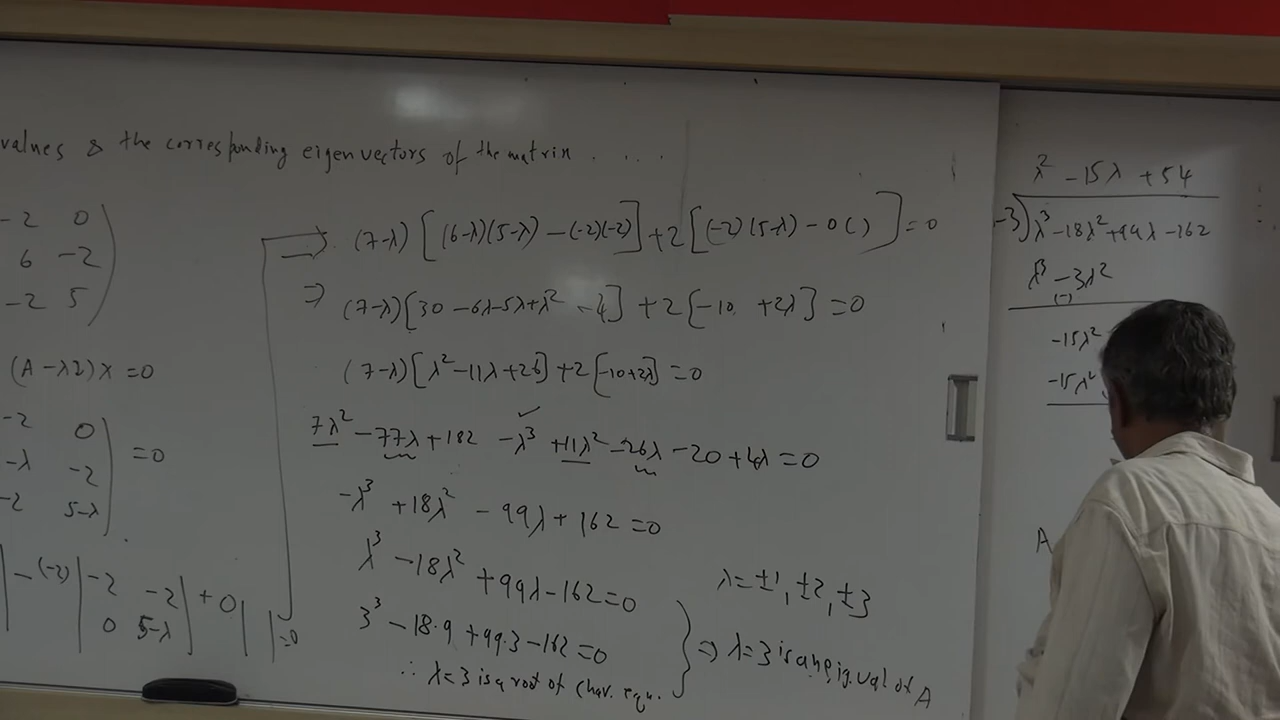 values & the corresponding eigenvectors of the matrix . . . .
-2 0
6 -2
-2 5
(A - λ2)X = 0
-2 0
-λ -2 = 0
-2 5-λ
-(-2) | -2 -2 | + 0 | | = 0
0 5-λ
⇒ (7-λ) [(6-λ)(5-λ) - (-2)(-2)] + 2 [(-2)(5-λ) - 0( )] = 0
⇒ (7-λ)[30 - 6λ - 5λ + λ² - 4] + 2[-10 + 2λ] = 0
(7-λ)[λ² - 11λ + 26] + 2[-10+2λ] = 0
7λ² - 77λ + 182 - λ³ + 11λ² - 26λ - 20 + 4λ = 0
-λ³ + 18λ² - 99λ + 162 = 0
λ³ - 18λ² + 99λ - 162 = 0
3³ - 18·9 + 99·3 - 162 = 0
∴ λ=3 is a root of char. equ.
λ = ±1, ±2, ±3
⇒ λ=3 is an eig. val of A
λ² - 15λ + 54
-3) λ³ - 18λ² + 99λ - 162
λ³ - 3λ²
(-)
-15λ²
-15λ²
A